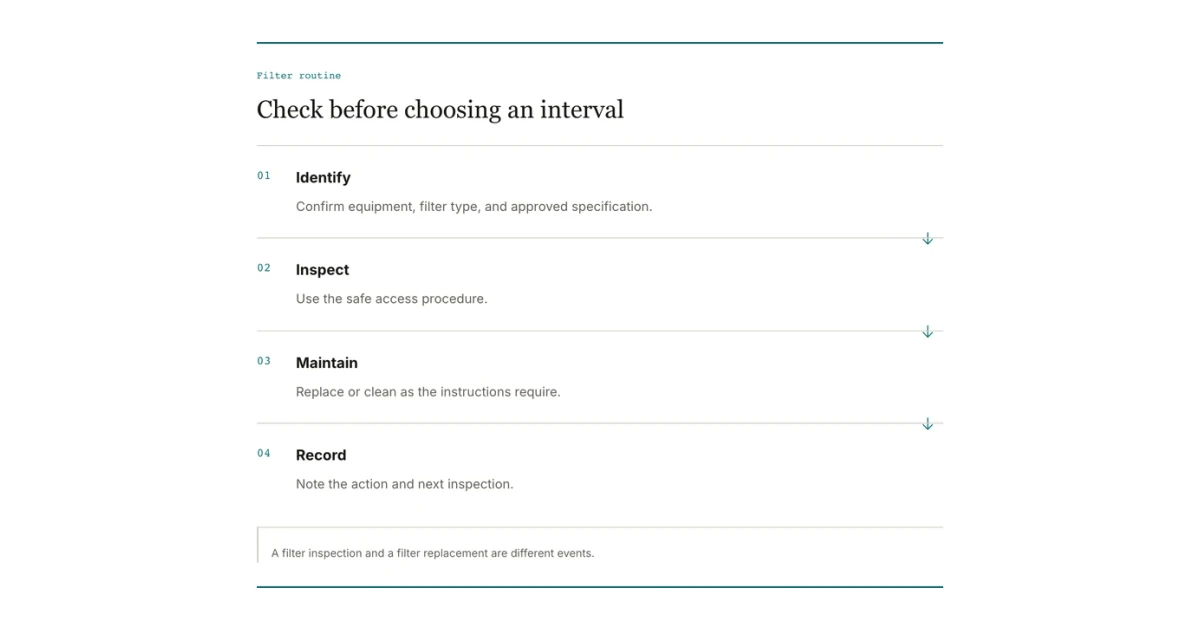 Filter routine
Check before choosing an interval
01
Identify
Confirm equipment, filter type, and approved specification.
02
Inspect
Use the safe access procedure.
03
Maintain
Replace or clean as the instructions require.
04
Record
Note the action and next inspection.
A filter inspection and a filter replacement are different events.